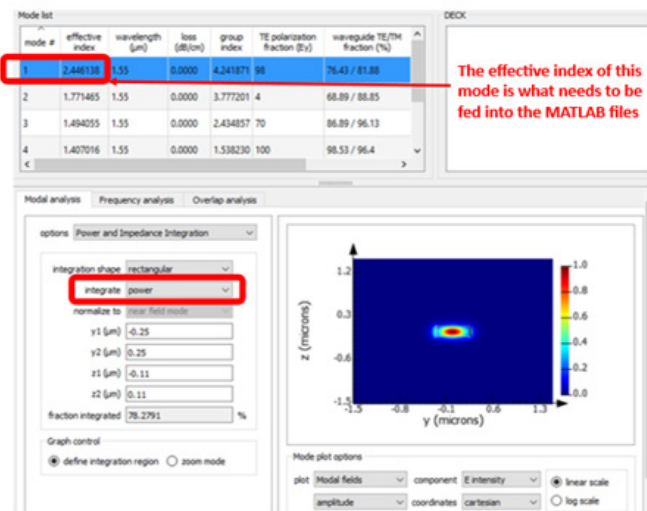 Mode list
DECK
mode # effective index wavelength (μm) loss (dB/cm) group index TE polarization fraction (Ey) waveguide TE/TM fraction (%)
1 2.446138 1.55 0.0000 4.241871 98 76.43 / 81.88
2 1.771465 1.55 0.0000 3.777201 4 68.89 / 88.85
3 1.494055 1.55 0.0000 2.434857 70 86.89 / 96.13
4 1.407016 1.55 0.0000 1.538230 100 98.53 / 96.4
The effective index of this
mode is what needs to be
fed into the MATLAB files
Modal analysis Frequency analysis Overlap analysis
options Power and Impedance Integration
integration shape rectangular
integrate power
normalize to near field mode
y1 (μm) -0.25
y2 (μm) 0.25
z1 (μm) -0.11
z2 (μm) 0.11
fraction integrated 78.2791 %
Graph control
define integration region zoom mode
z (microns)
1.2
0.3
-0.6
-1.5
-1.5 -0.8 -0.1 0.6 1.3
y (microns)
1.0
0.8
0.6
0.4
0.2
0.0
Mode plot options
plot Modal fields component E intensity linear scale
amplitude coordinates cartesian log scale